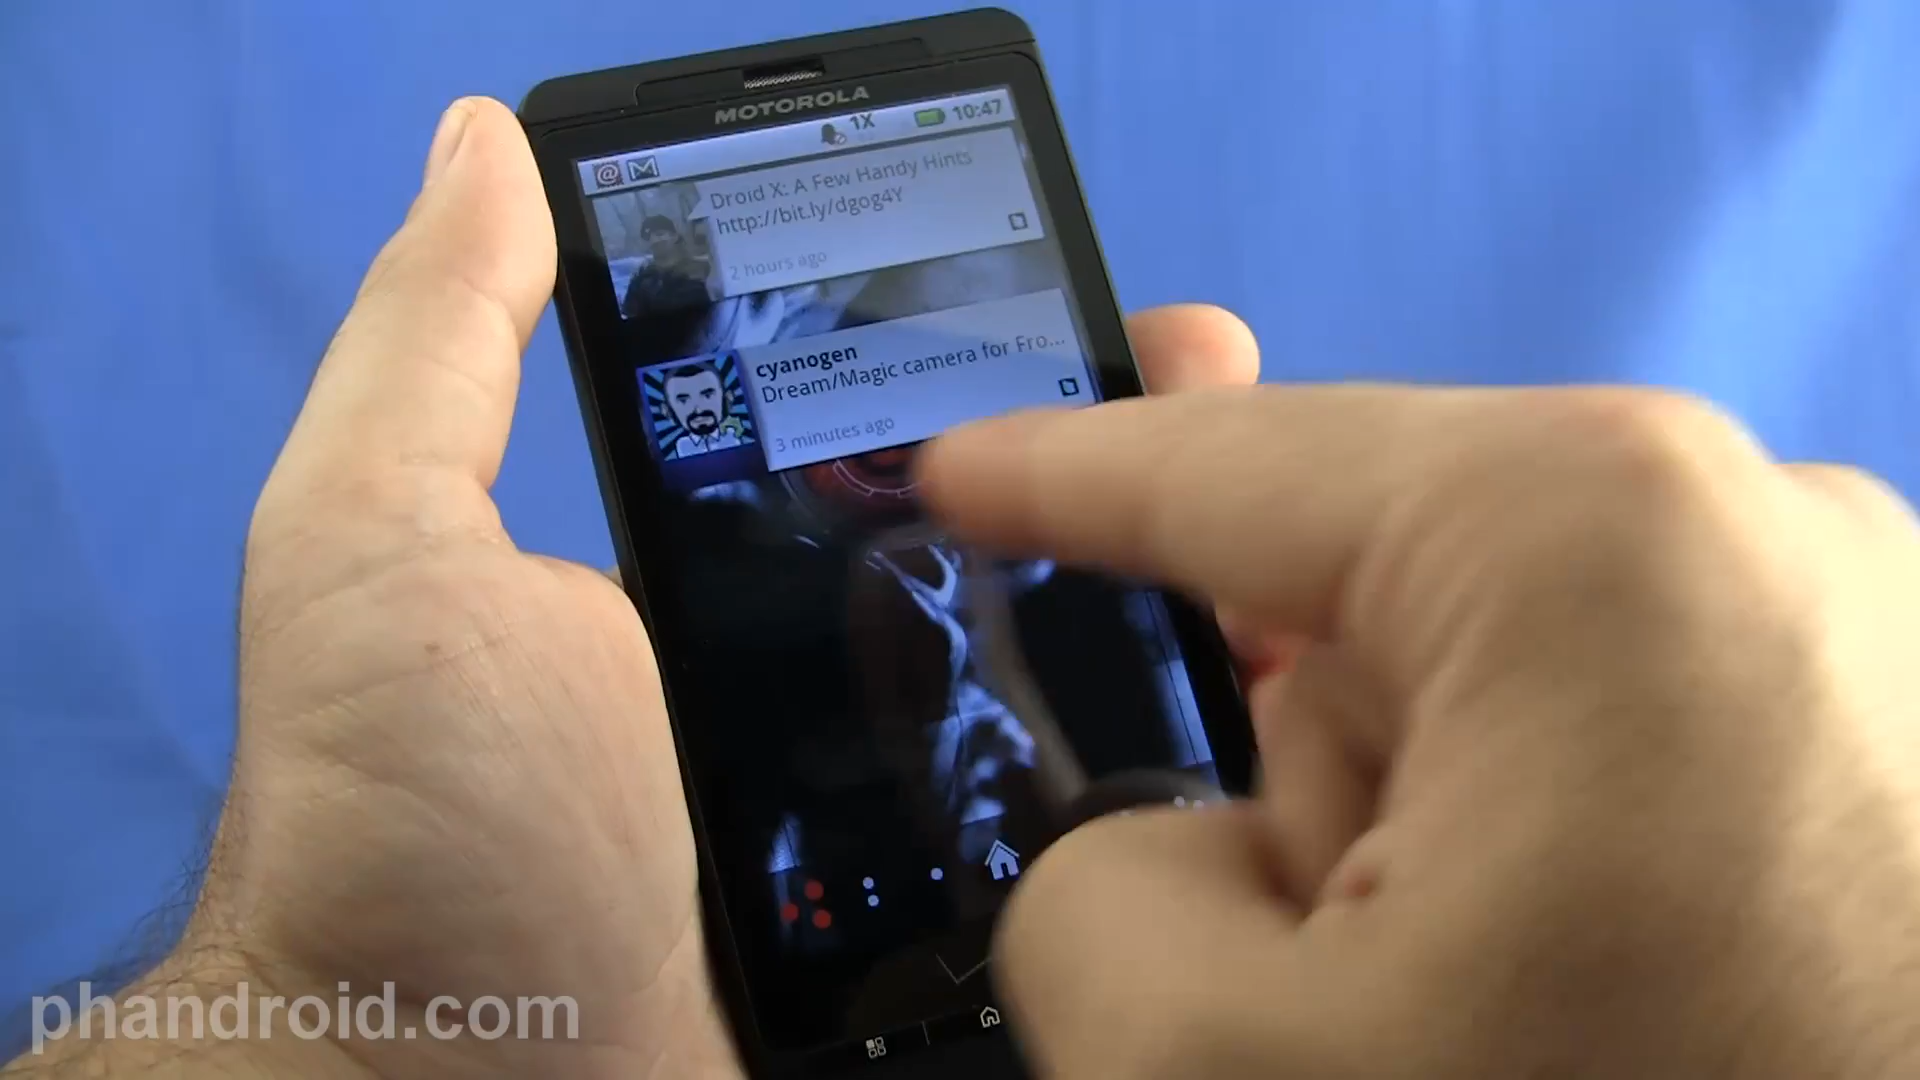 MOTOROLA
1X
10:47
@
Droid X: A Few Handy Hints
http://bit.ly/dgog4Y
2 hours ago
cyanogen
Dream/Magic camera for Fro...
3 minutes ago
phandroid.com